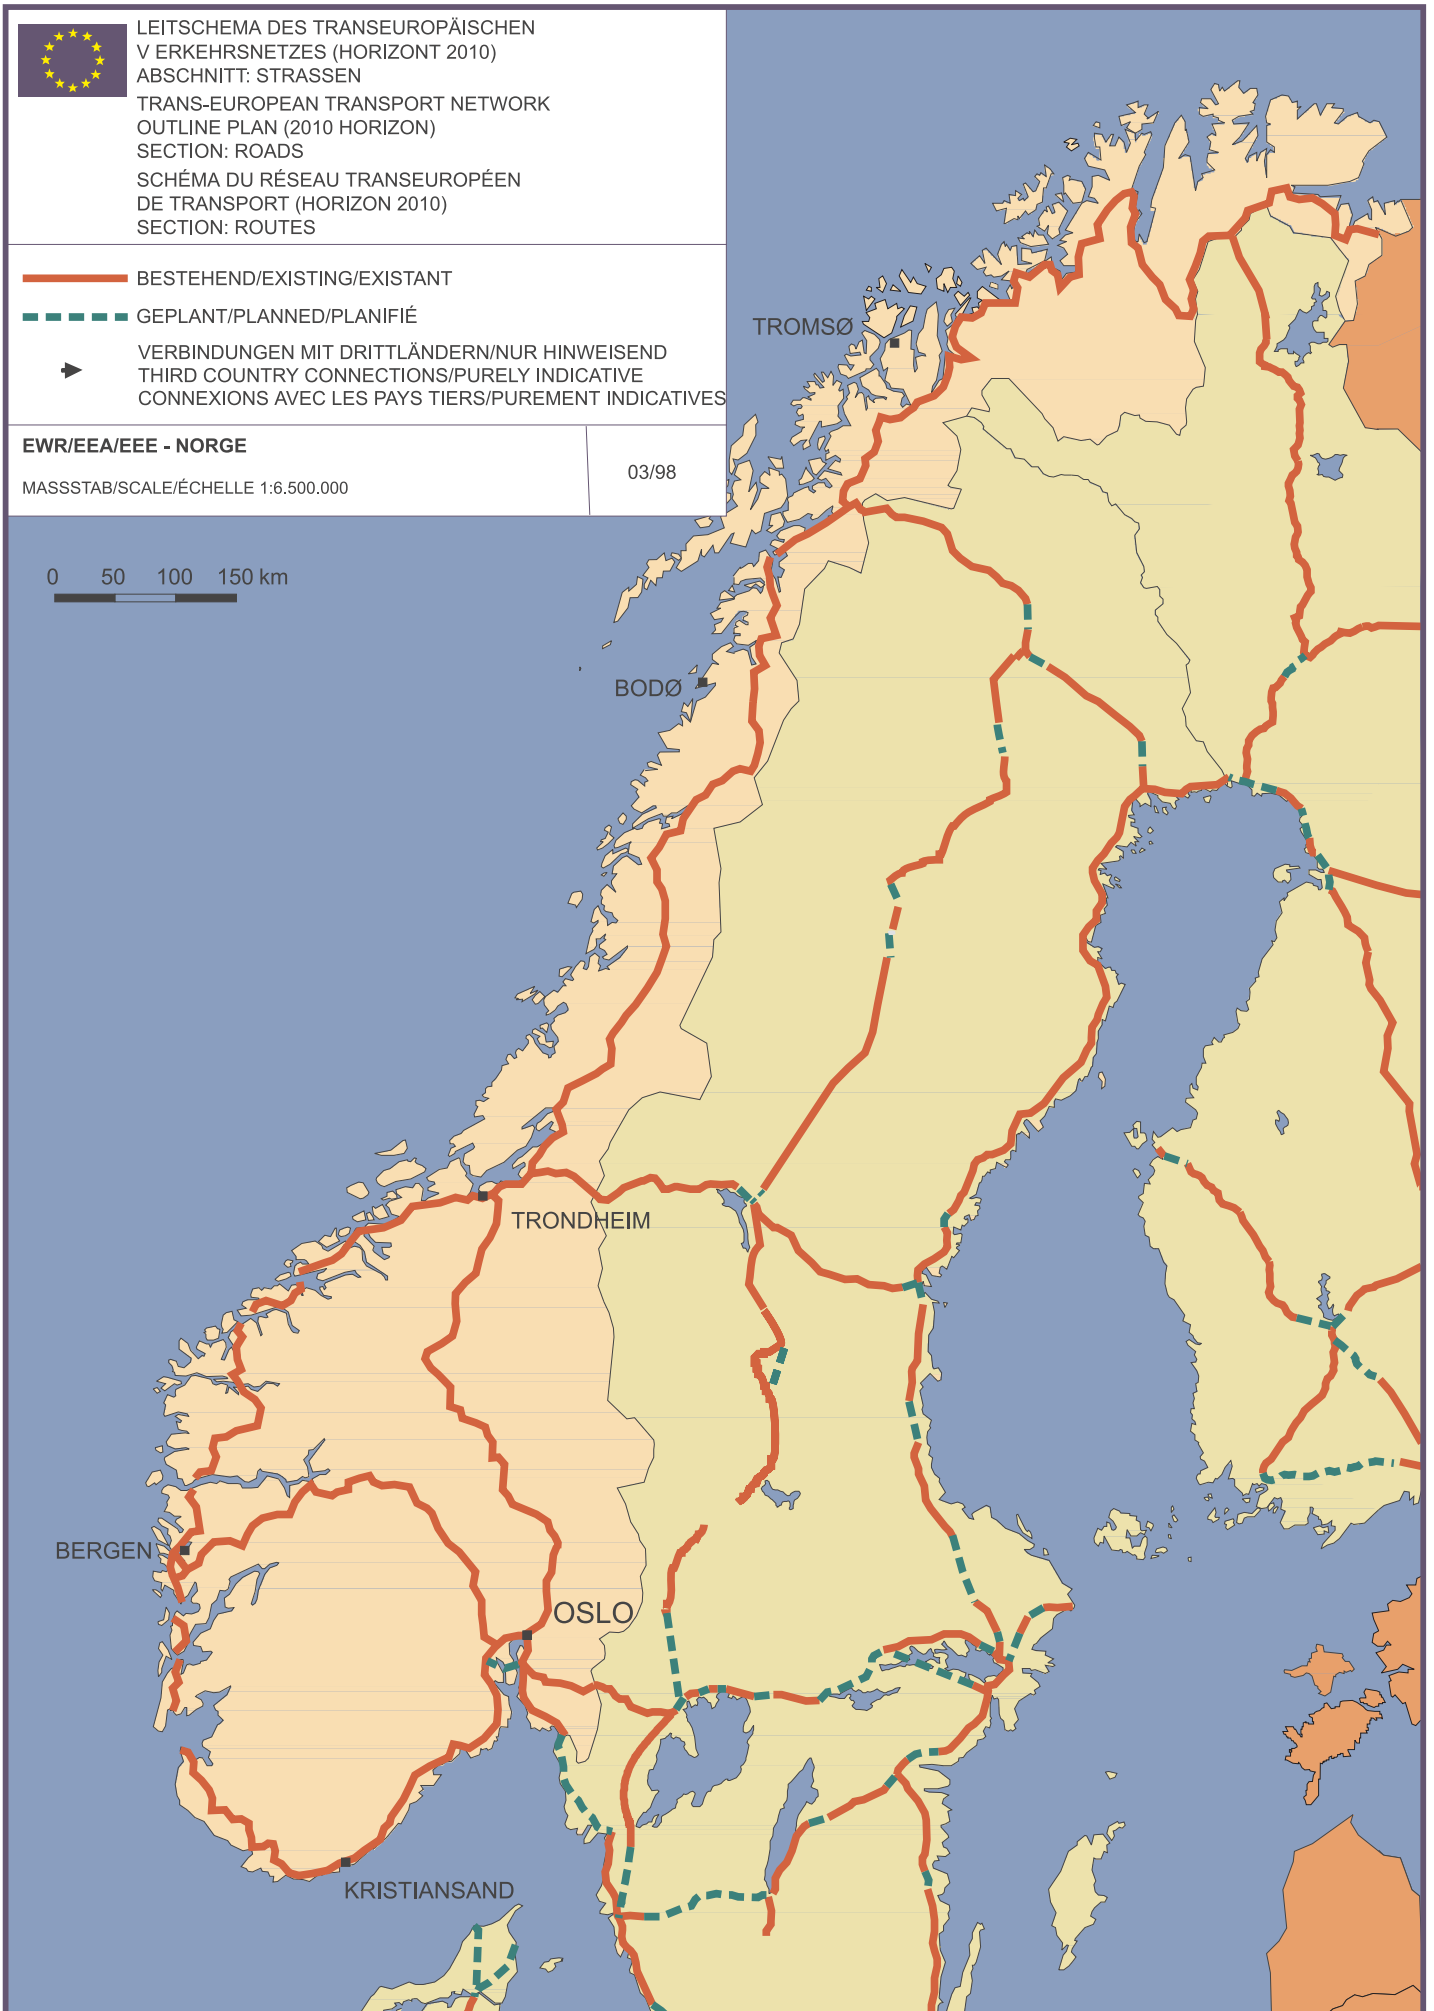 LEITSCHEMA DES TRANSEUROPÄISCHEN
V ERKEHRSNETZES (HORIZONT 2010)
ABSCHNITT: STRASSEN
TRANS-EUROPEAN TRANSPORT NETWORK
OUTLINE PLAN (2010 HORIZON)
SECTION: ROADS
SCHÉMA DU RÉSEAU TRANSEUROPÉEN
DE TRANSPORT (HORIZON 2010)
SECTION: ROUTES
BESTEHEND/EXISTING/EXISTANT
GEPLANT/PLANNED/PLANIFIÉ
VERBINDUNGEN MIT DRITTLÄNDERN/NUR HINWEISEND
THIRD COUNTRY CONNECTIONS/PURELY INDICATIVE
CONNEXIONS AVEC LES PAYS TIERS/PUREMENT INDICATIVES
EWR/EEA/EEE - NORGE
MASSSTAB/SCALE/ÉCHELLE 1:6.500.000
03/98
0 50 100 150 km
TROMSØ
BODØ
TRONDHEIM
BERGEN
OSLO
KRISTIANSAND